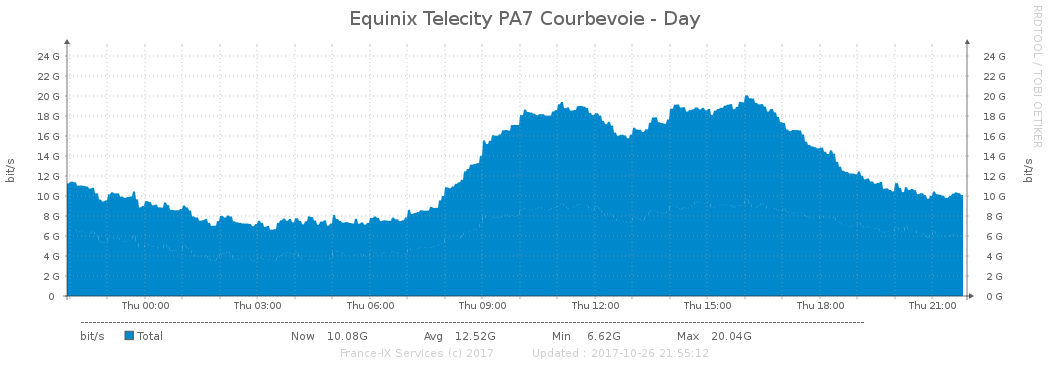 Equinix Telecity PA7 Courbevoie - Day
RRDTOOL / TOBI OETIKER
bit/s
24 G
22 G
20 G
18 G
16 G
14 G
12 G
10 G
8 G
6 G
4 G
2 G
0
24 G
22 G
20 G
18 G
16 G
14 G
12 G
10 G
8 G
6 G
4 G
2 G
0 G
bit/s
Thu 00:00 Thu 03:00 Thu 06:00 Thu 09:00 Thu 12:00 Thu 15:00 Thu 18:00 Thu 21:00
bit/s Total Now 10.08G Avg 12.52G Min 6.62G Max 20.04G
France-IX Services (c) 2017 Updated : 2017-10-26 21:55:12